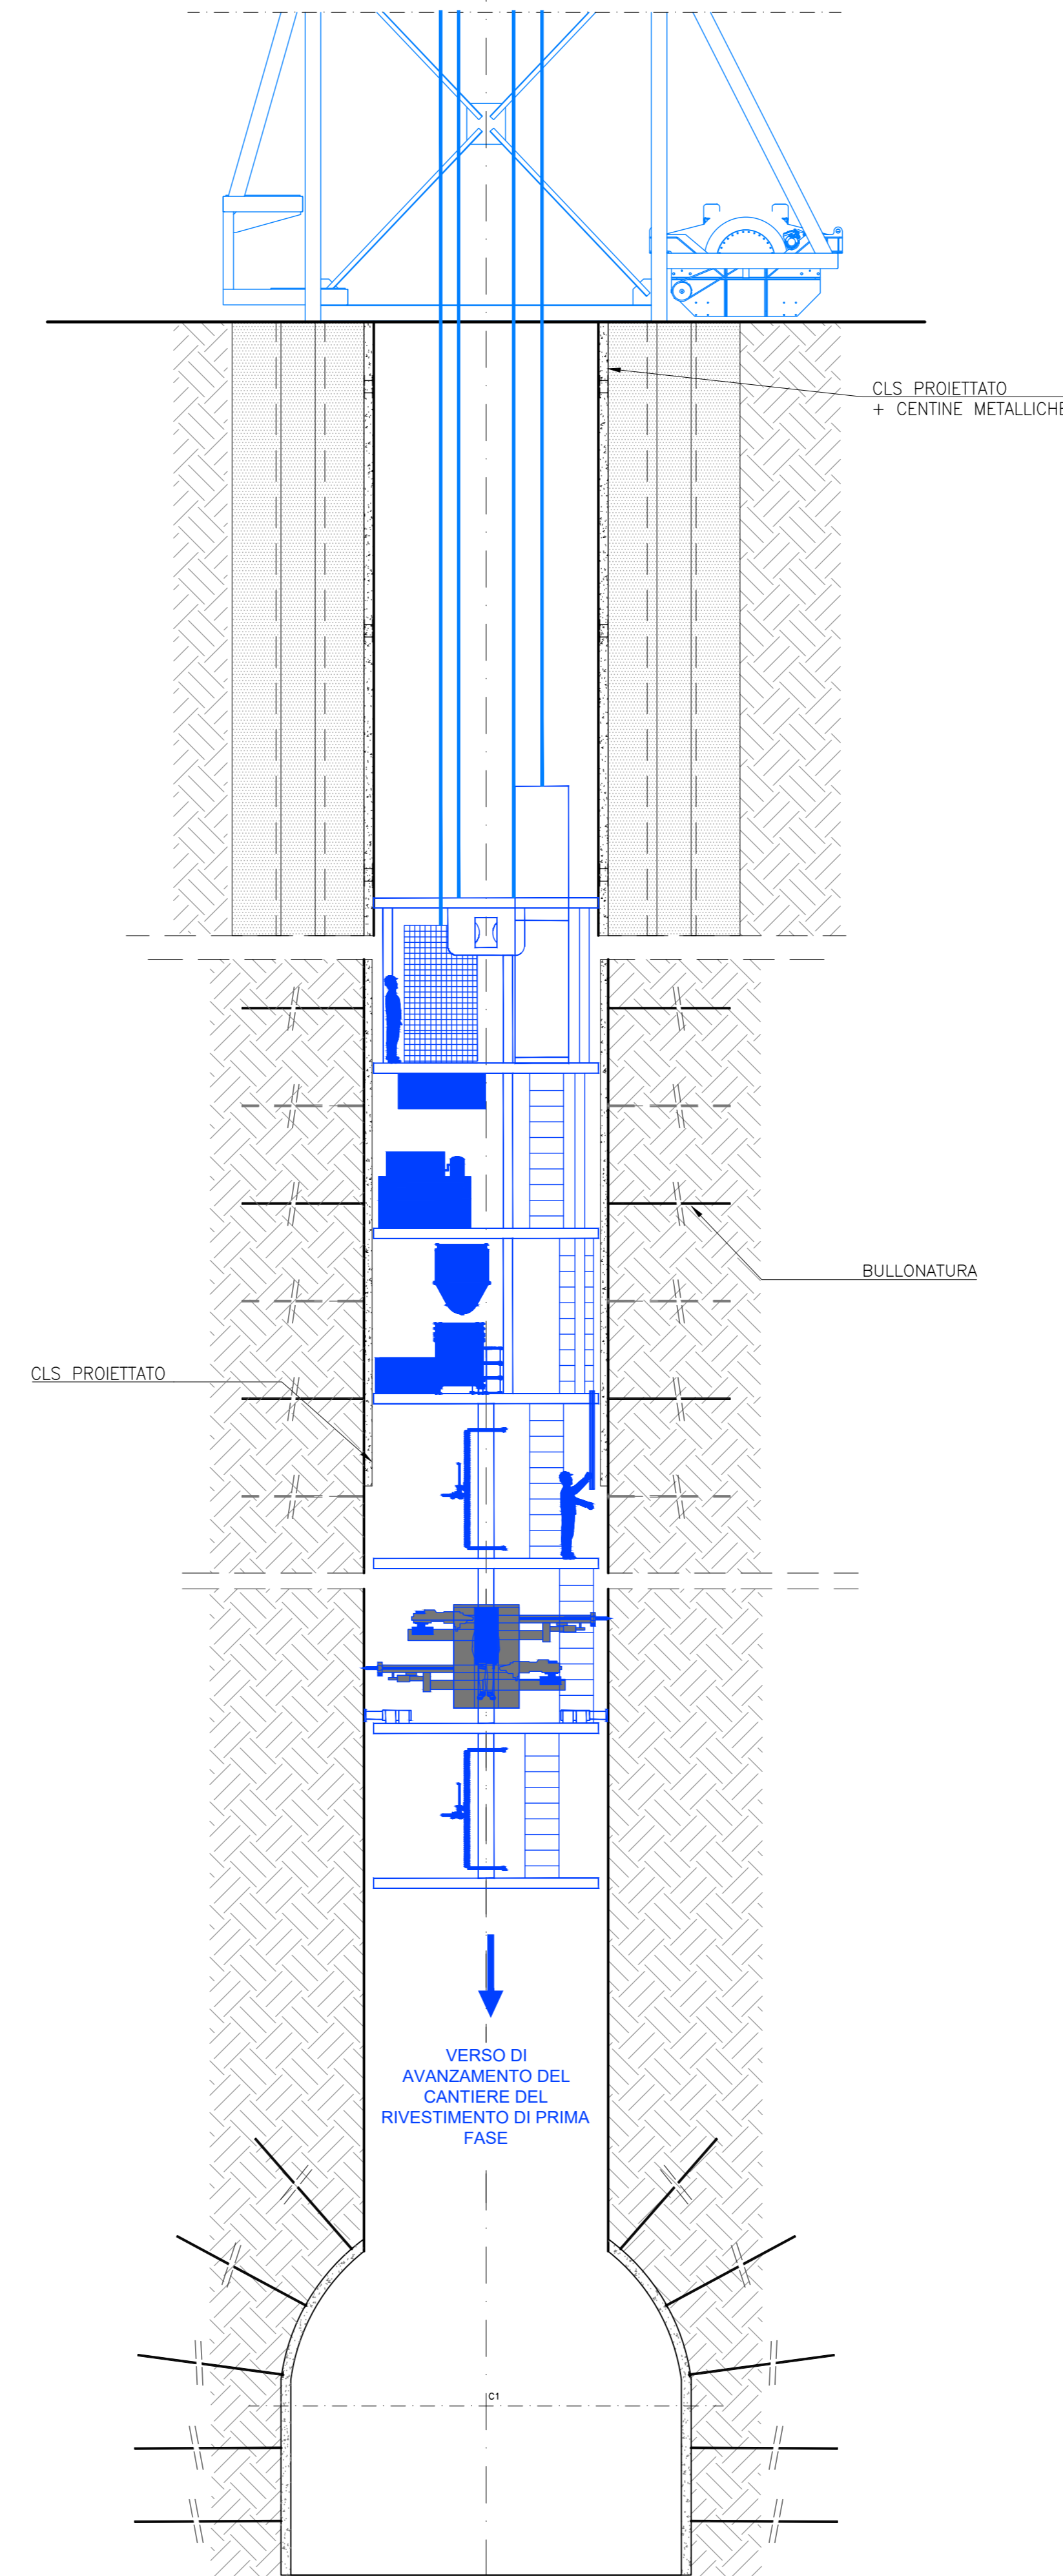 CLS PROIETTATO
+ CENTINE METALLICHE
BULLONATURA
CLS PROIETTATO
VERSO DI
AVANZAMENTO DEL
CANTIERE DEL
RIVESTIMENTO DI PRIMA
FASE
C1